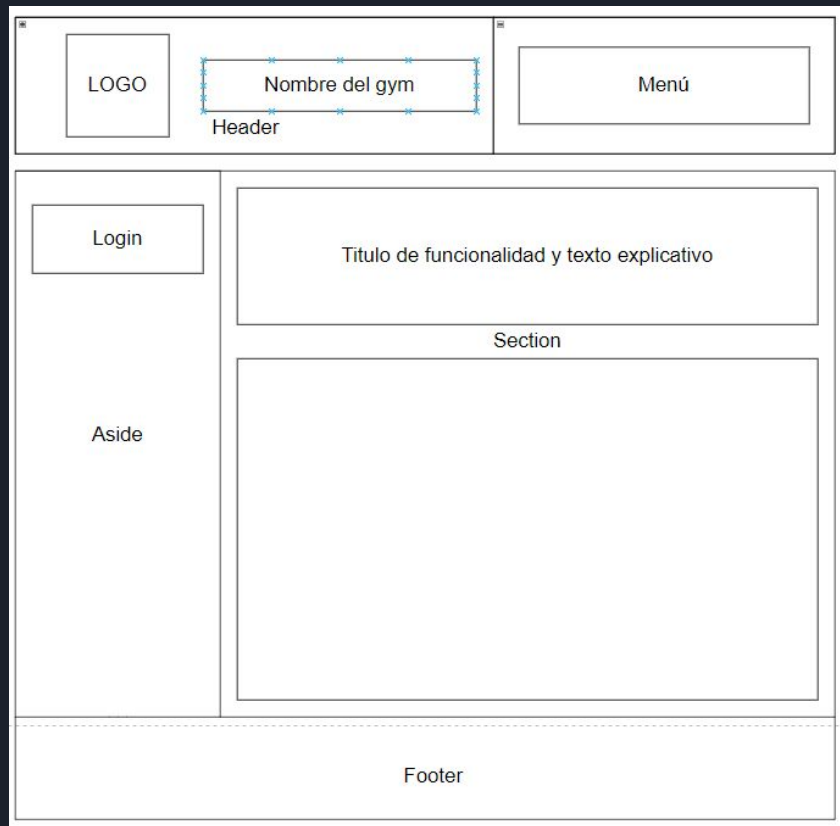 LOGO
Nombre del gym
Menú
Header
Login
Titulo de funcionalidad y texto explicativo
Section
Aside
Footer